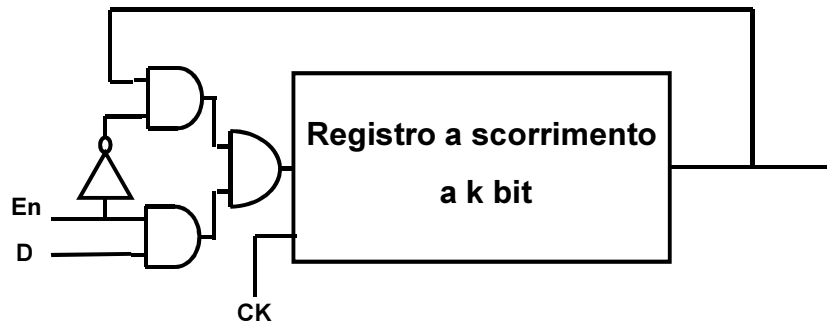 Registro a scorrimento
a k bit
En
D
CK